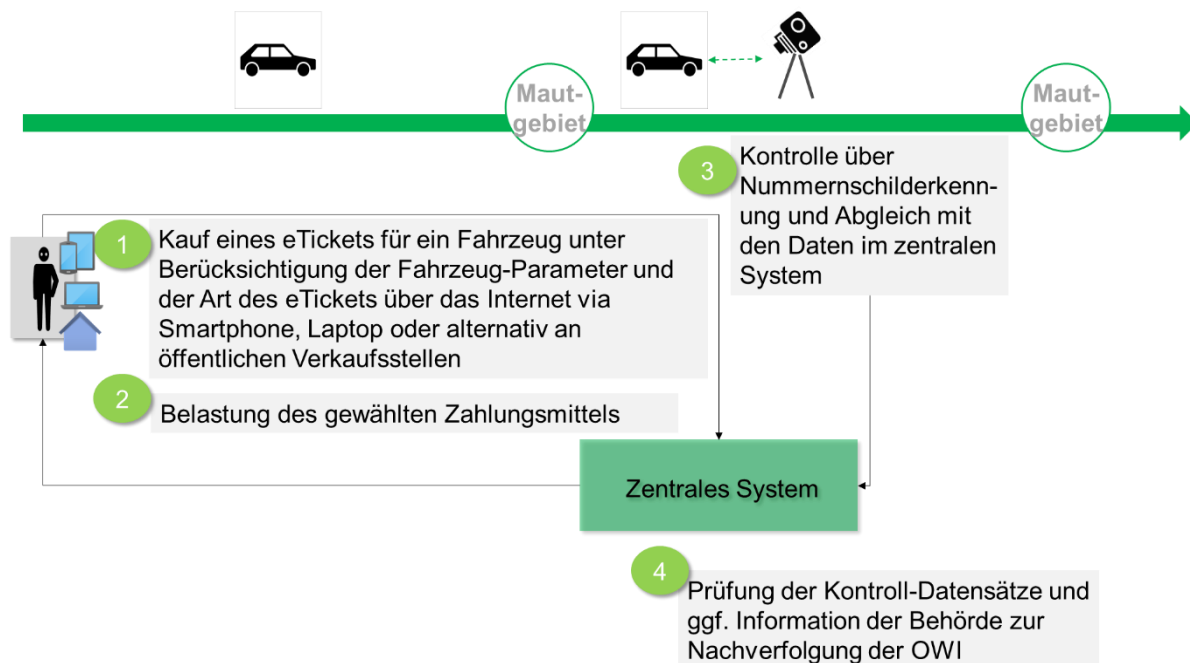 Maut-
gebiet
Maut-
gebiet
1
Kauf eines eTickets für ein Fahrzeug unter
Berücksichtigung der Fahrzeug-Parameter und
der Art des eTickets über das Internet via
Smartphone, Laptop oder alternativ an
öffentlichen Verkaufsstellen
2
Belastung des gewählten Zahlungsmittels
3
Kontrolle über
Nummernschilderkenn-
ung und Abgleich mit
den Daten im zentralen
System
Zentrales System
4
Prüfung der Kontroll-Datensätze und
ggf. Information der Behörde zur
Nachverfolgung der OWI